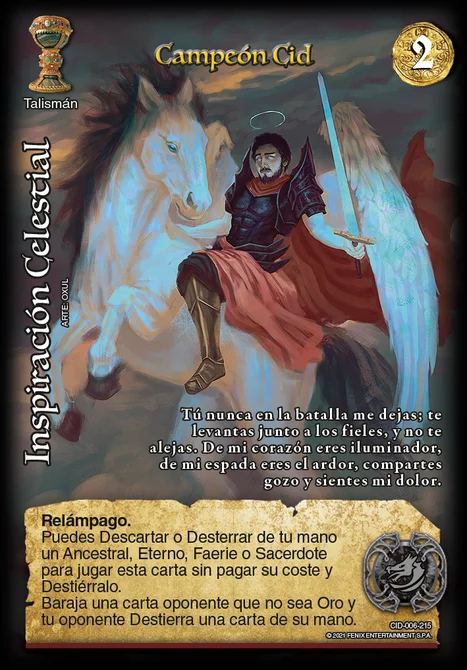 Campeón Cid
2
Talismán
Inspiración Celestial
ARTE: OXUL
Tú nunca en la batalla me dejas; te
levantas junto a los fieles, y no te
alejas. De mi corazón eres iluminador,
de mi espada eres el ardor, compartes
gozo y sientes mi dolor.
Relámpago.
Puedes Descartar o Desterrar de tu mano
un Ancestral, Eterno, Faerie o Sacerdote
para jugar esta carta sin pagar su coste y
Destiérralo.
Baraja una carta oponente que no sea Oro y
tu oponente Destierra una carta de su mano.
CID-006-215
© 2021 FENIX ENTERTAINMENT S.P.A.